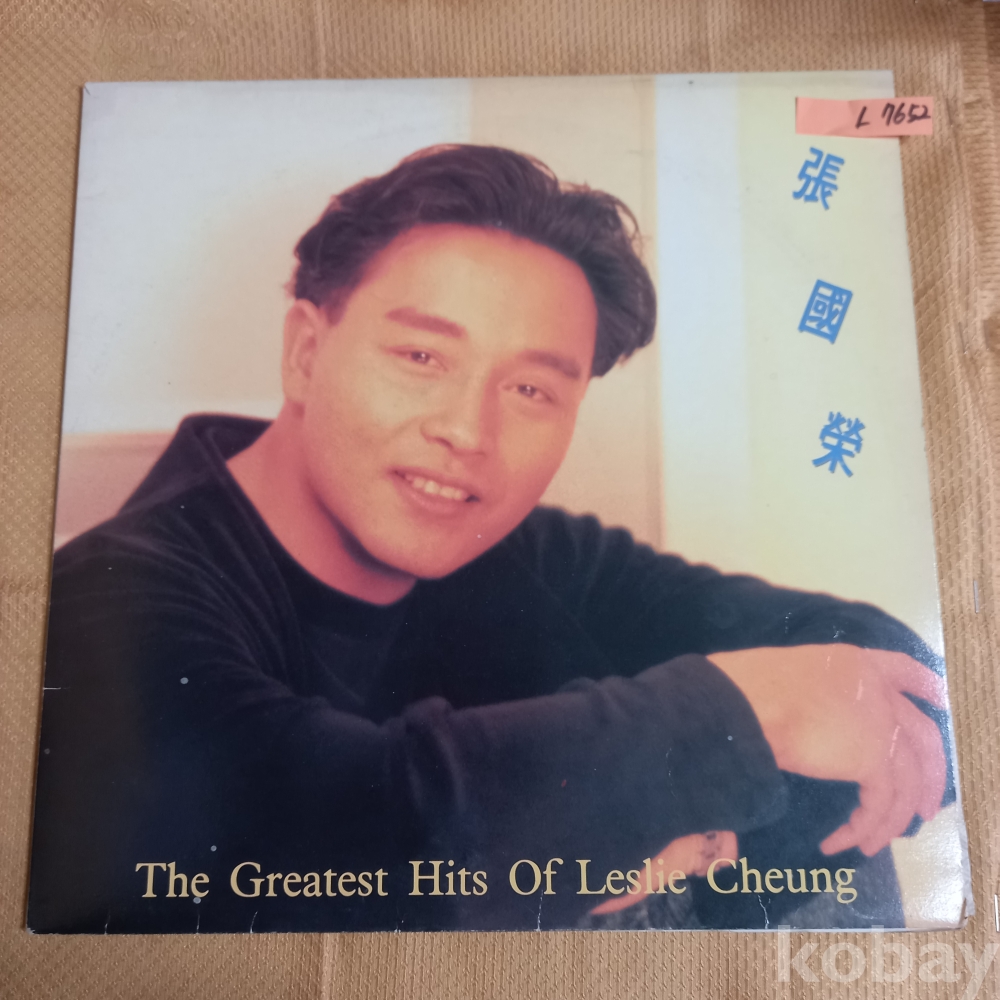 L 7652
張
國
榮
The Greatest Hits Of Leslie Cheung
kobay